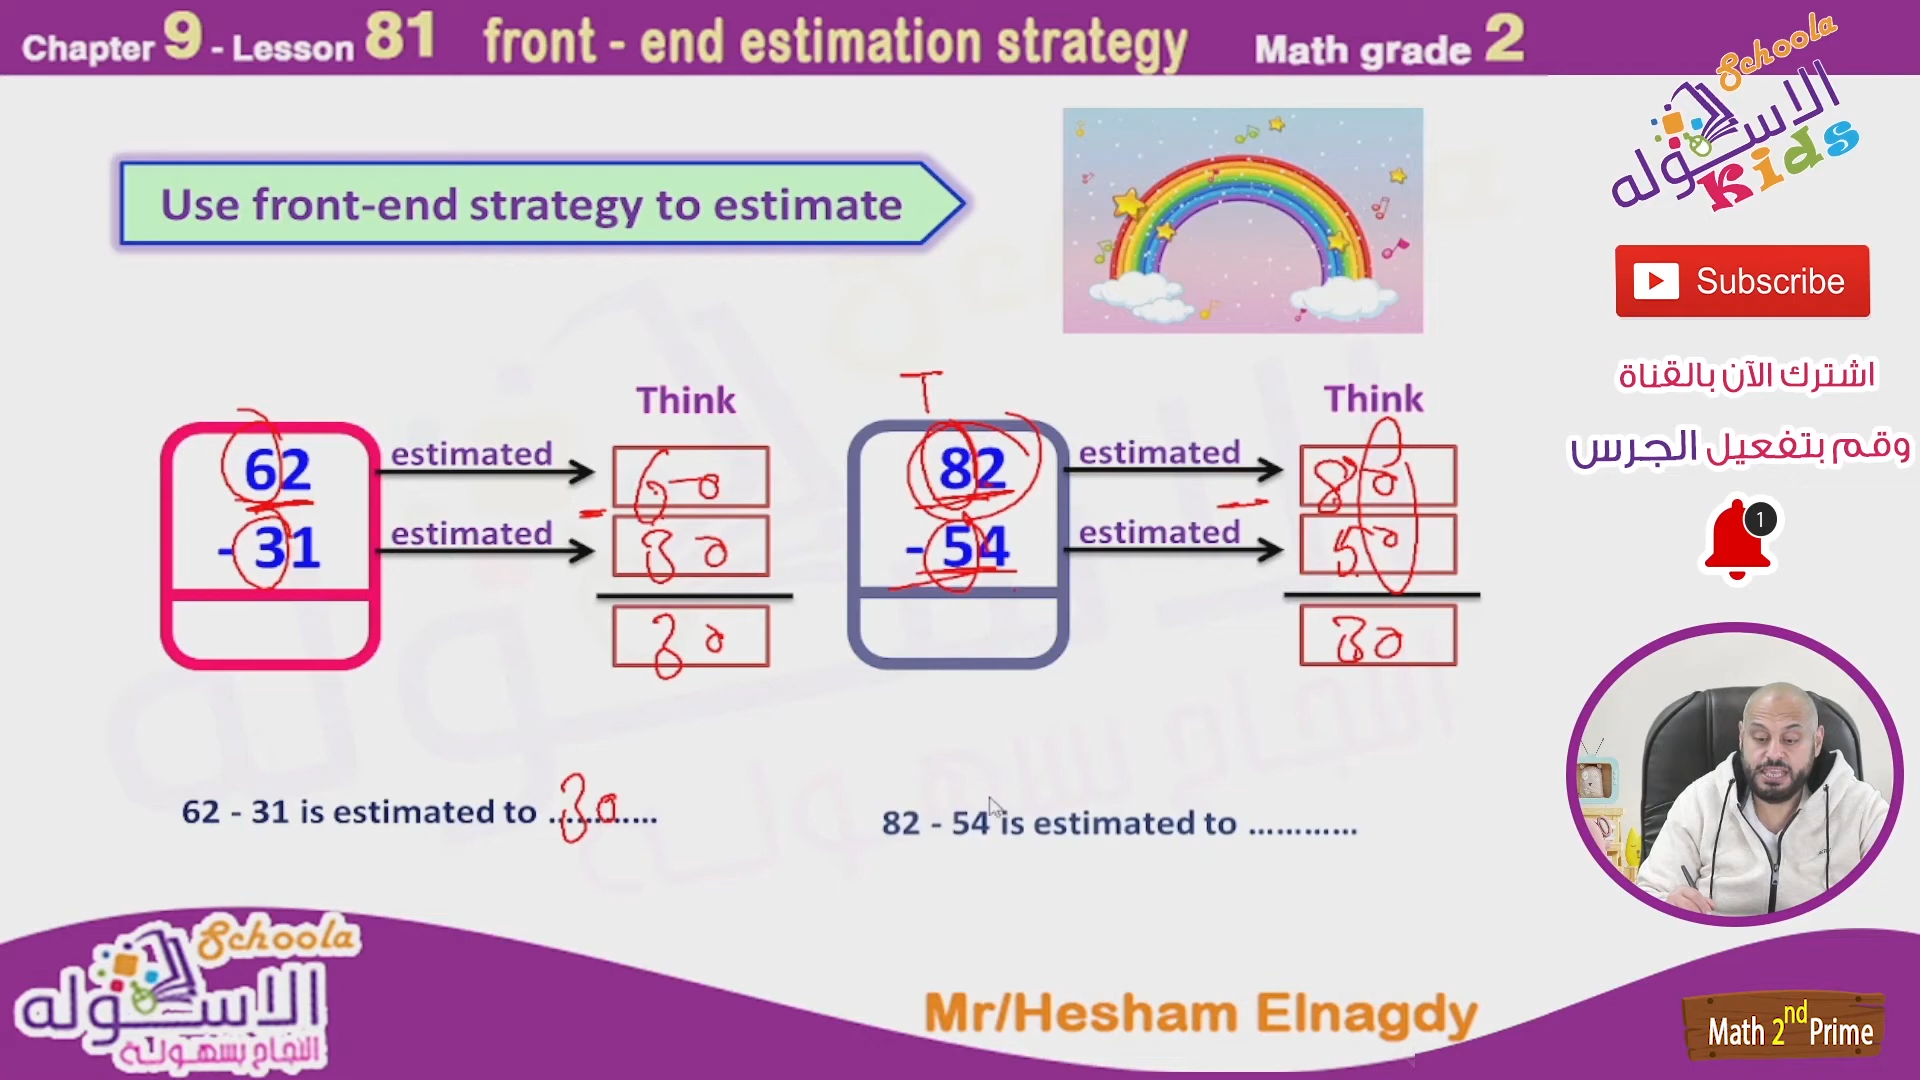 Chapter 9 - Lesson 81 front - end estimation strategy Math grade 2
Schoola
الاسكوله
Kids
Use front-end strategy to estimate
Subscribe
اشترك الآن بالقناة
وقم بتفعيل الجرس
1
T
Think
Think
62 estimated 60
- 31 estimated - 30
30
82 estimated 80
- 54 estimated - 50
30
62 - 31 is estimated to ............ 30
82 - 54 is estimated to ............
Schoola
الاسكوله
النجاح بسهولة
Mr/Hesham Elnagdy
Math 2nd Prime